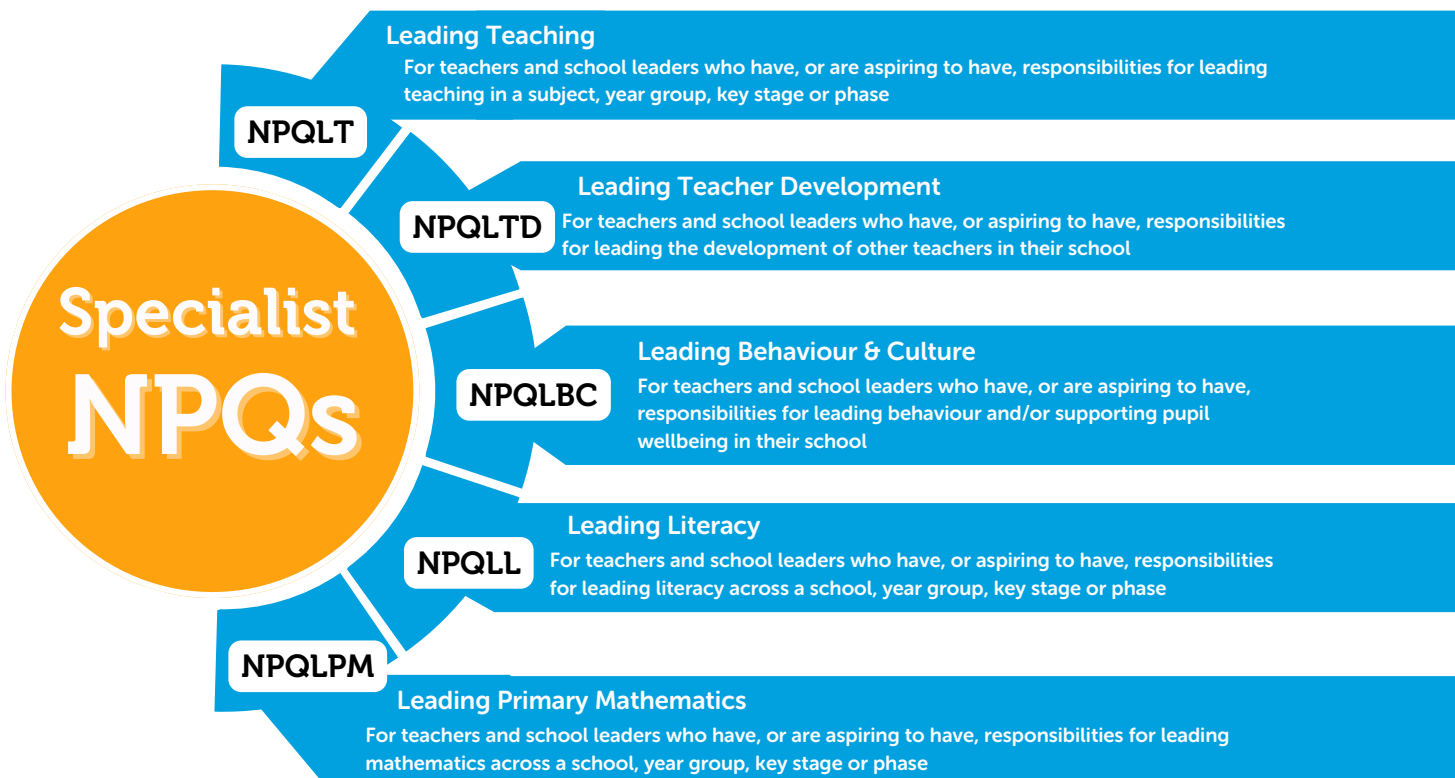 Specialist
NPQs
NPQLT
Leading Teaching
For teachers and school leaders who have, or are aspiring to have, responsibilities for leading
teaching in a subject, year group, key stage or phase
NPQLTD
Leading Teacher Development
For teachers and school leaders who have, or aspiring to have, responsibilities
for leading the development of other teachers in their school
NPQLBC
Leading Behaviour & Culture
For teachers and school leaders who have, or are aspiring to have,
responsibilities for leading behaviour and/or supporting pupil
wellbeing in their school
NPQLL
Leading Literacy
For teachers and school leaders who have, or aspiring to have, responsibilities
for leading literacy across a school, year group, key stage or phase
NPQLPM
Leading Primary Mathematics
For teachers and school leaders who have, or are aspiring to have, responsibilities for leading
mathematics across a school, year group, key stage or phase